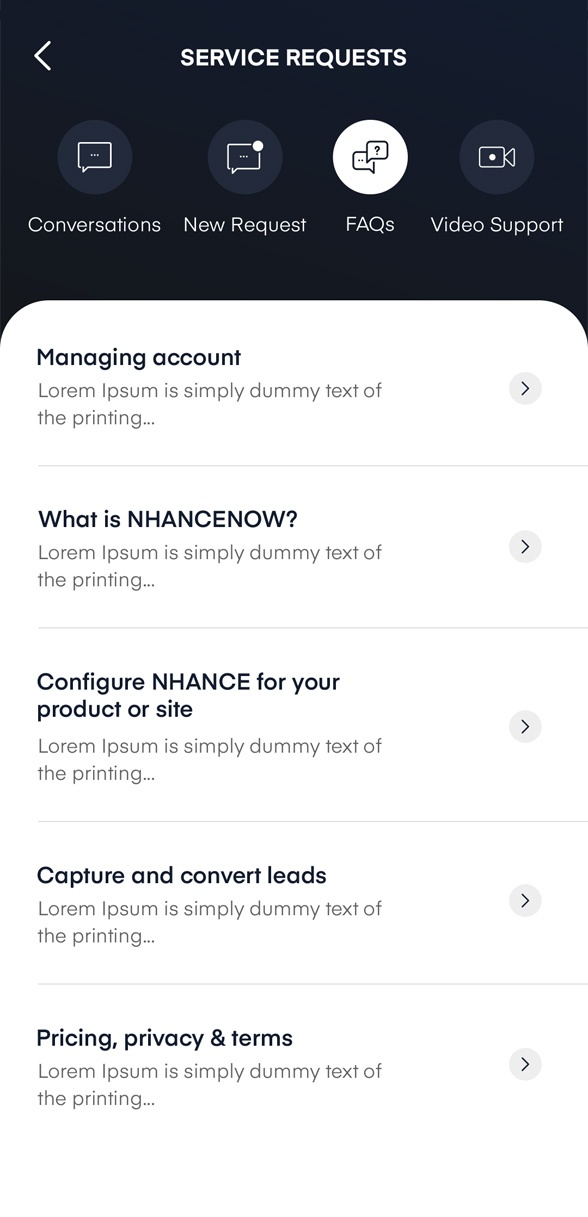 SERVICE REQUESTS
Conversations
New Request
FAQs
Video Support
Managing account
Lorem Ipsum is simply dummy text of
the printing...
What is NHANCENOW?
Lorem Ipsum is simply dummy text of
the printing...
Configure NHANCE for your
product or site
Lorem Ipsum is simply dummy text of
the printing...
Capture and convert leads
Lorem Ipsum is simply dummy text of
the printing...
Pricing, privacy & terms
Lorem Ipsum is simply dummy text of
the printing...